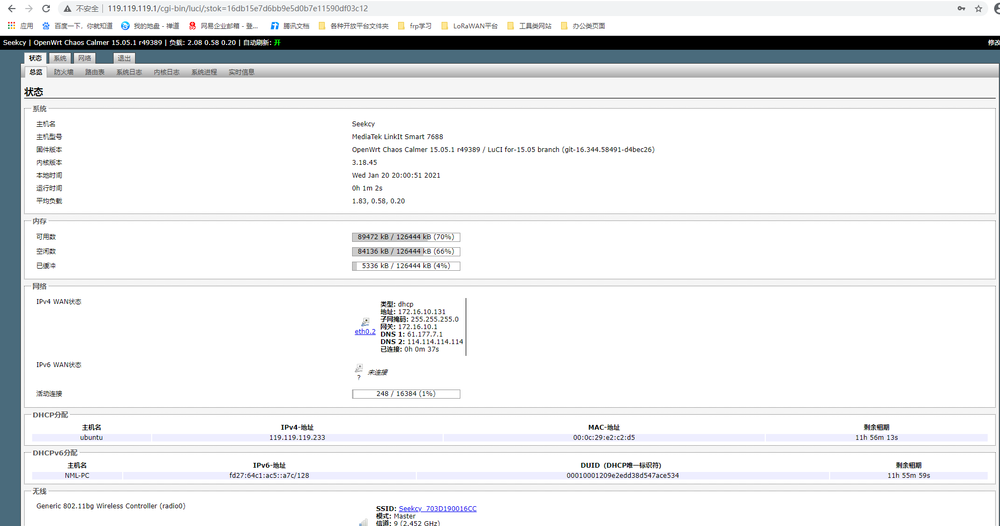 不安全 119.119.119.1/cgi-bin/luci/;stok=16db15e7d6bb9e5d0b7e11590df03c12
应用 百度一下，你就知道 我的地盘 - 禅道 网易企业邮箱 - 登... 腾讯文档 各种开放平台文件夹 frp学习 LoRaWAN平台 工具类网站 办公类页面
Seekcy | OpenWrt Chaos Calmer 15.05.1 r49389 | 负载: 2.08 0.58 0.20 | 自动刷新: 开 修改
状态 系统 网络 退出
总览 防火墙 路由表 系统日志 内核日志 系统进程 实时信息
状态
系统
主机名 Seekcy
主机型号 MediaTek LinkIt Smart 7688
固件版本 OpenWrt Chaos Calmer 15.05.1 r49389 / LuCI for-15.05 branch (git-16.344.58491-d4bec26)
内核版本 3.18.45
本地时间 Wed Jan 20 20:00:51 2021
运行时间 0h 1m 2s
平均负载 1.83, 0.58, 0.20
内存
可用数 89472 kB / 126444 kB (70%)
空闲数 84136 kB / 126444 kB (66%)
已缓冲 5336 kB / 126444 kB (4%)
网络
IPv4 WAN状态
eth0.2
类型: dhcp
地址: 172.16.10.131
子网掩码: 255.255.255.0
网关: 172.16.10.1
DNS 1: 61.177.7.1
DNS 2: 114.114.114.114
已连接: 0h 0m 37s
IPv6 WAN状态
? 未连接
活动连接 248 / 16384 (1%)
DHCP分配
主机名 IPv4-地址 MAC-地址 剩余租期
ubuntu 119.119.119.233 00:0c:29:e2:c2:d5 11h 56m 13s
DHCPv6分配
主机名 IPv6-地址 DUID（DHCP唯一标识符) 剩余租期
NML-PC fd27:64c1:ac5::a7c/128 00010001209e2edd38d547ace534 11h 55m 59s
无线
Generic 802.11bg Wireless Controller (radio0)
SSID: Seekcy_703D190016CC
模式: Master
信道: 9 (2.452 GHz)